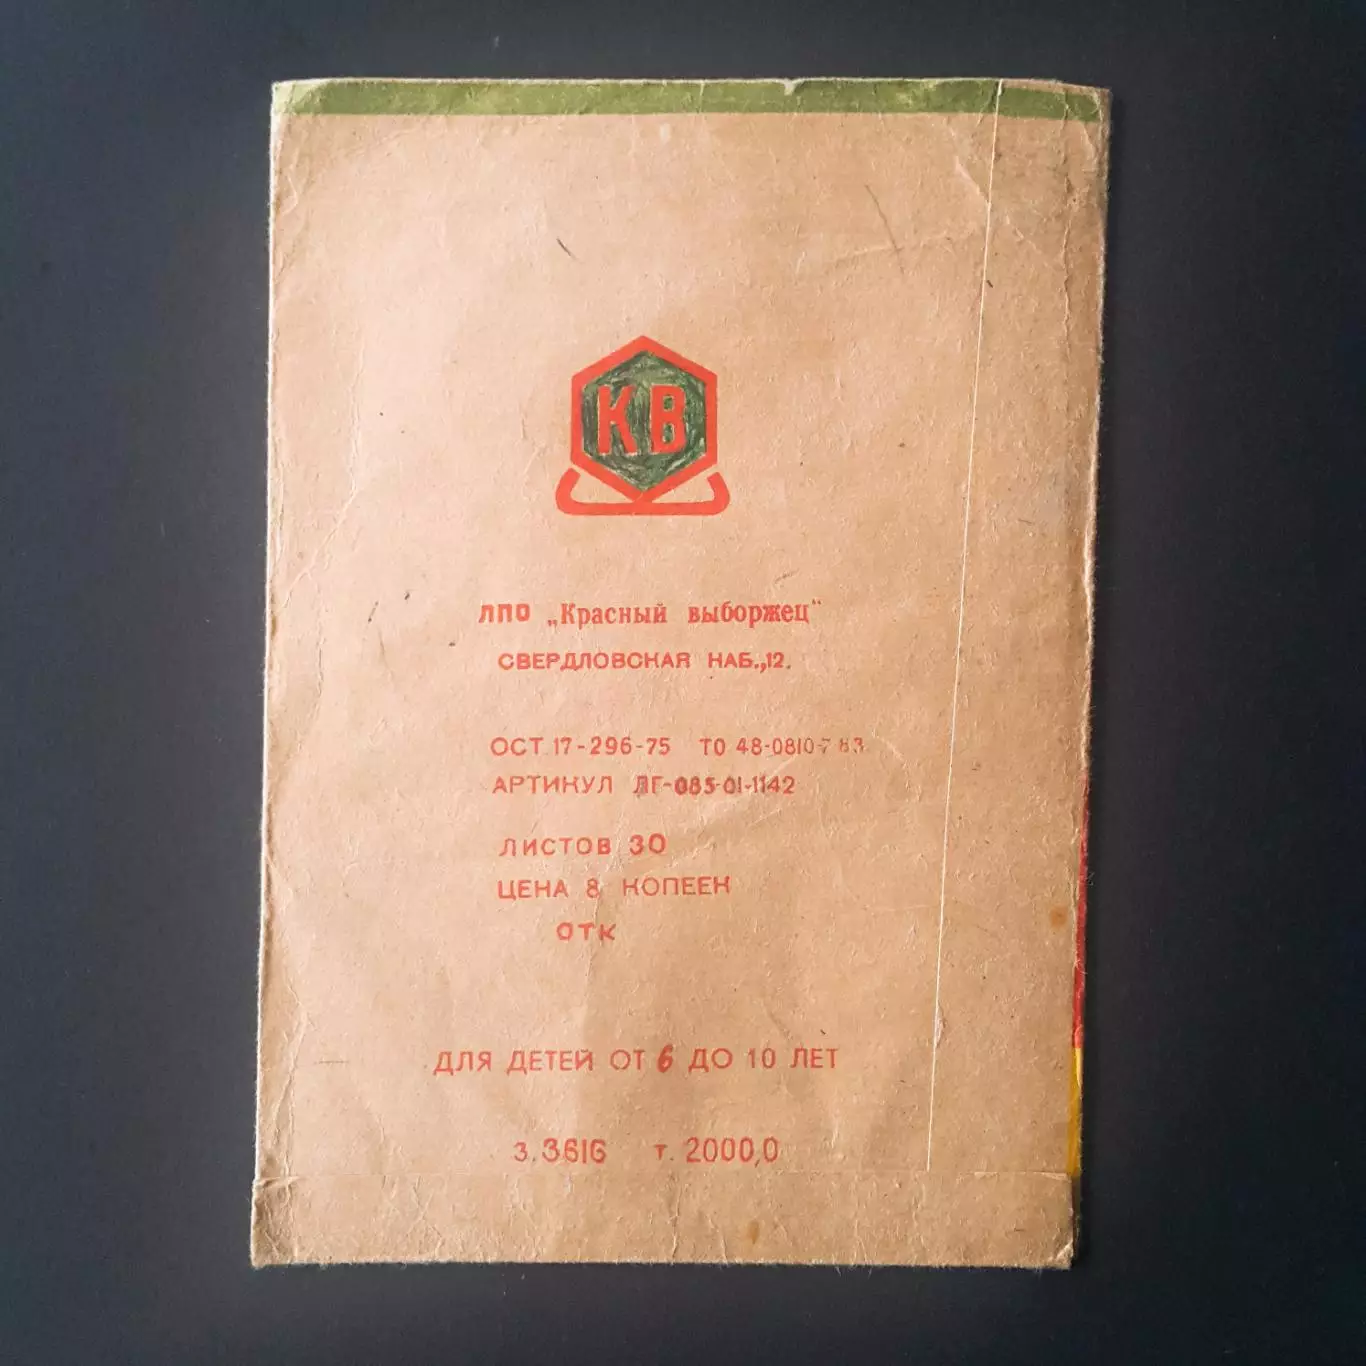 КВ
ЛПО „Красный выборжец“
СВЕРДЛОВСКАЯ НАБ.,12.
ОСТ 17-296-75 ТО 48-0810-7 83
АРТИКУЛ ЛГ-085-01-1142
ЛИСТОВ 30
ЦЕНА 8 КОПЕЕК
ОТК
ДЛЯ ДЕТЕЙ ОТ 6 ДО 10 ЛЕТ
З.3616 т. 2000,0